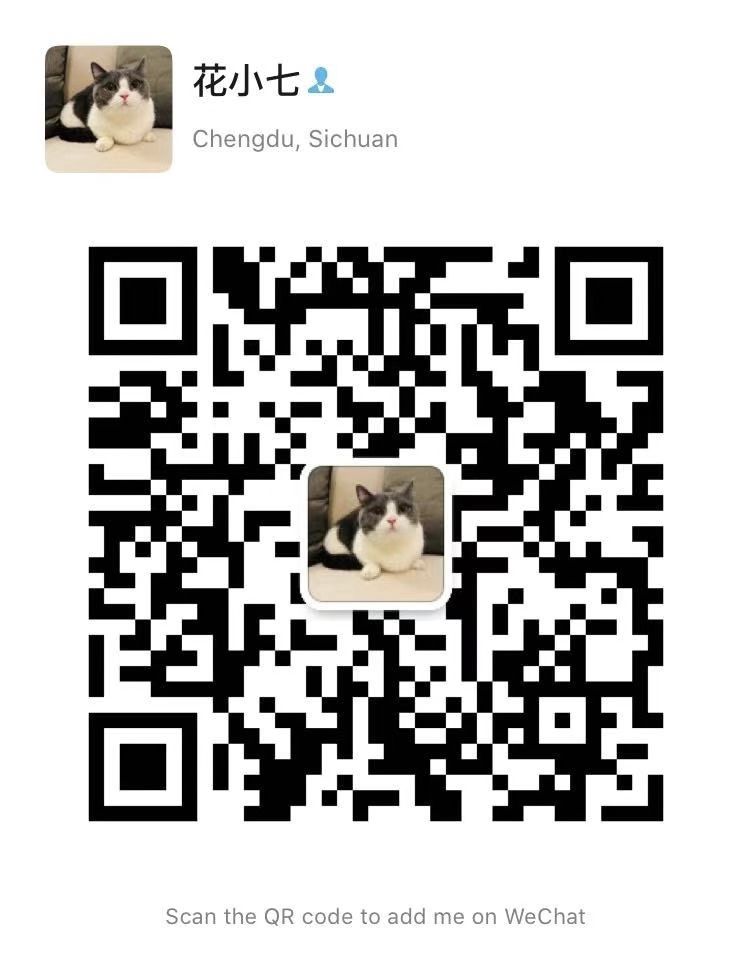 花小七
Chengdu, Sichuan
Scan the QR code to add me on WeChat